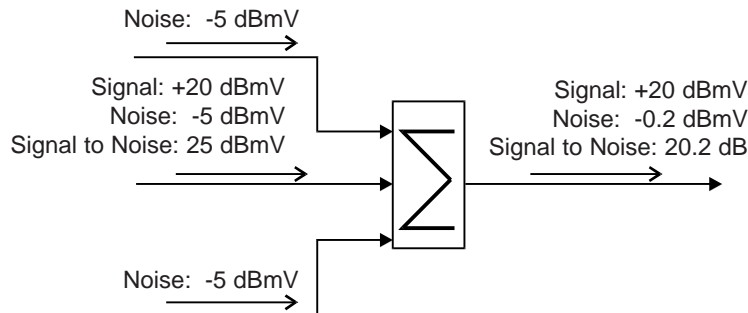 Noise: -5 dBmV
Signal: +20 dBmV
Noise: -5 dBmV
Signal to Noise: 25 dBmV
Signal: +20 dBmV
Noise: -0.2 dBmV
Signal to Noise: 20.2 dB
Noise: -5 dBmV